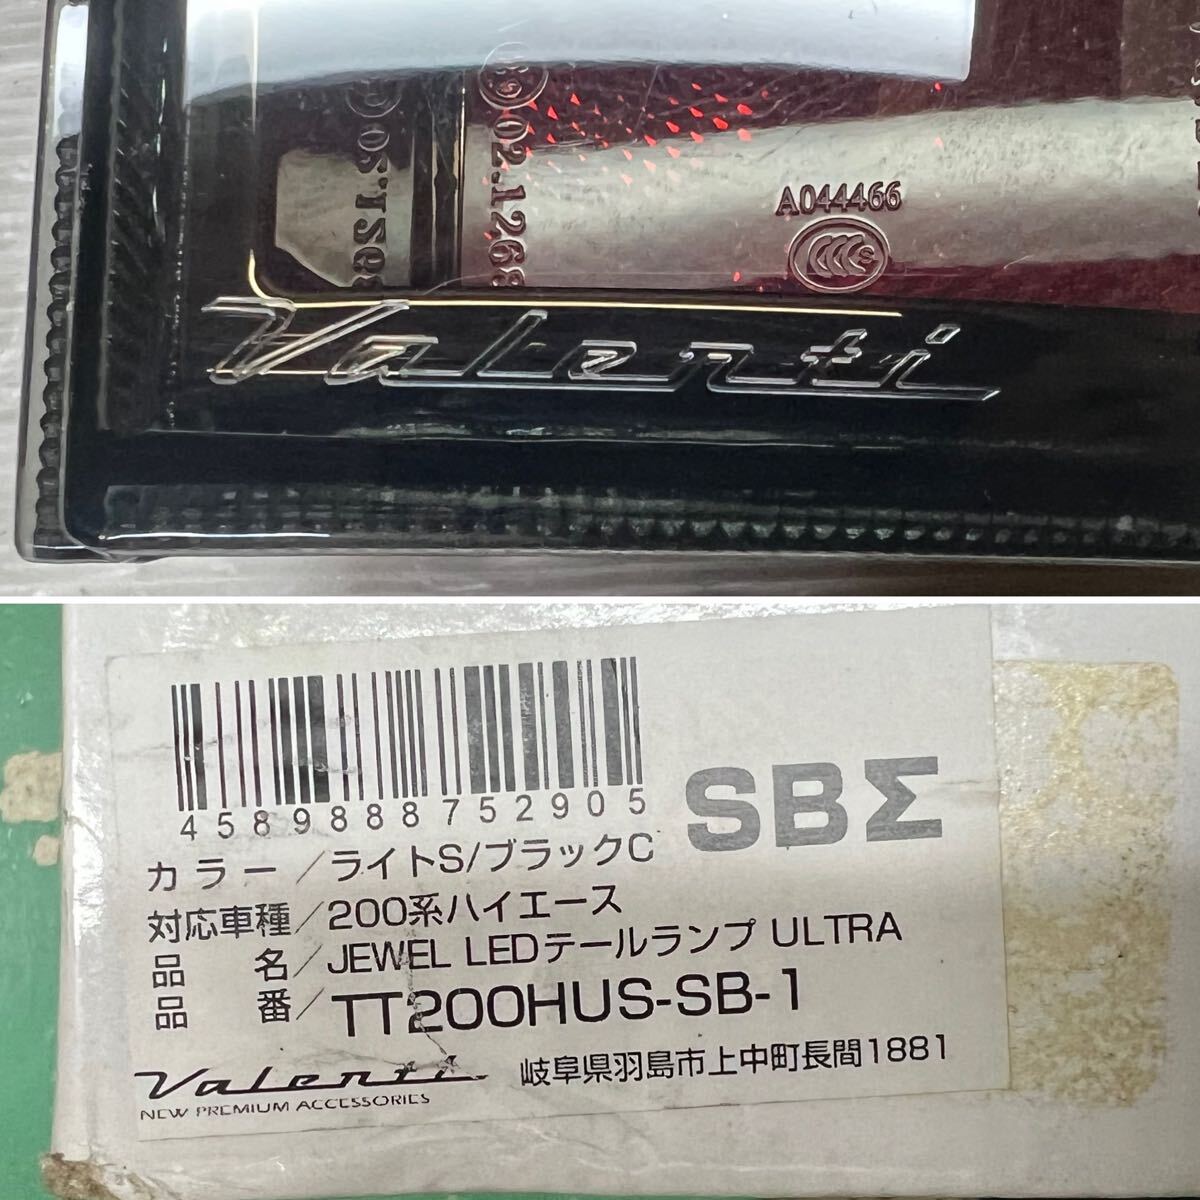 02.1268
A044466
CCC S
Valenti
4589888752905
SBΣ
カラー/ライトS/ブラックC
対応車種/200系ハイエース
品 名/JEWEL LEDテールランプ ULTRA
品 番/TT200HUS-SB-1
Valenti
NEW PREMIUM ACCESSORIES
岐阜県羽島市上中町長間1881